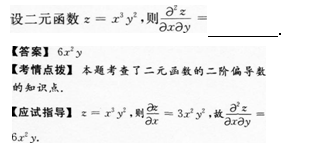 设二元函数 z = x³y²,则 ∂²z/∂x∂y = ______.
【答案】 6x²y
【考情点拨】 本题考查了二元函数的二阶偏导数
的知识点.
【应试指导】 z = x³y²,则 ∂z/∂x = 3x²y²,故 ∂²z/∂x∂y =
6x²y.